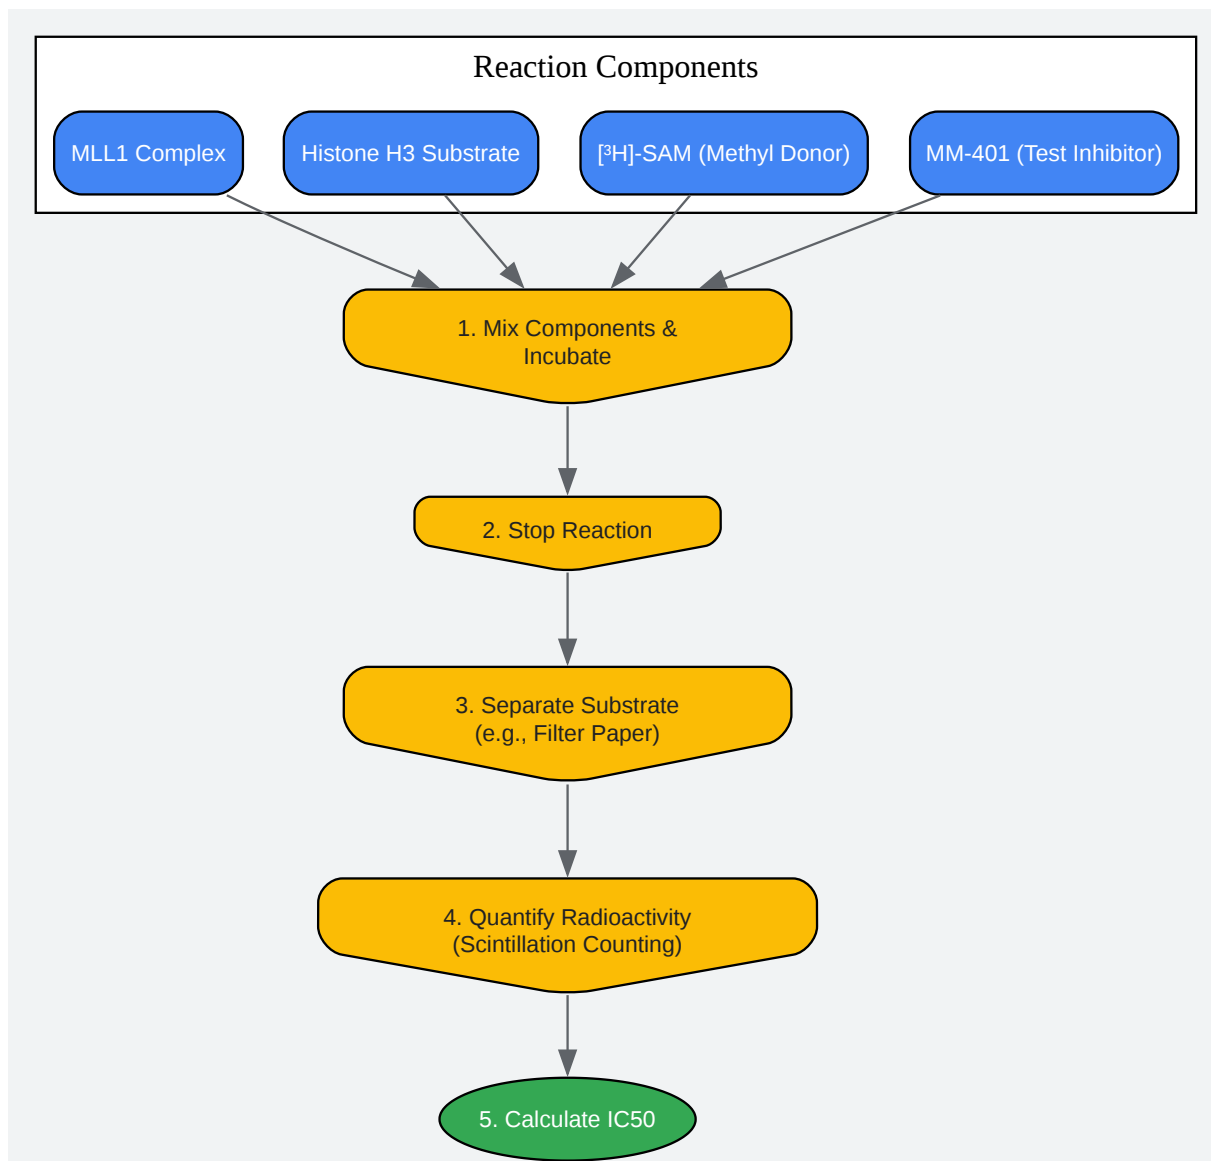 Reaction Components
MLL1 Complex
Histone H3 Substrate
[³H]-SAM (Methyl Donor)
MM-401 (Test Inhibitor)
1. Mix Components &
Incubate
2. Stop Reaction
3. Separate Substrate
(e.g., Filter Paper)
4. Quantify Radioactivity
(Scintillation Counting)
5. Calculate IC50